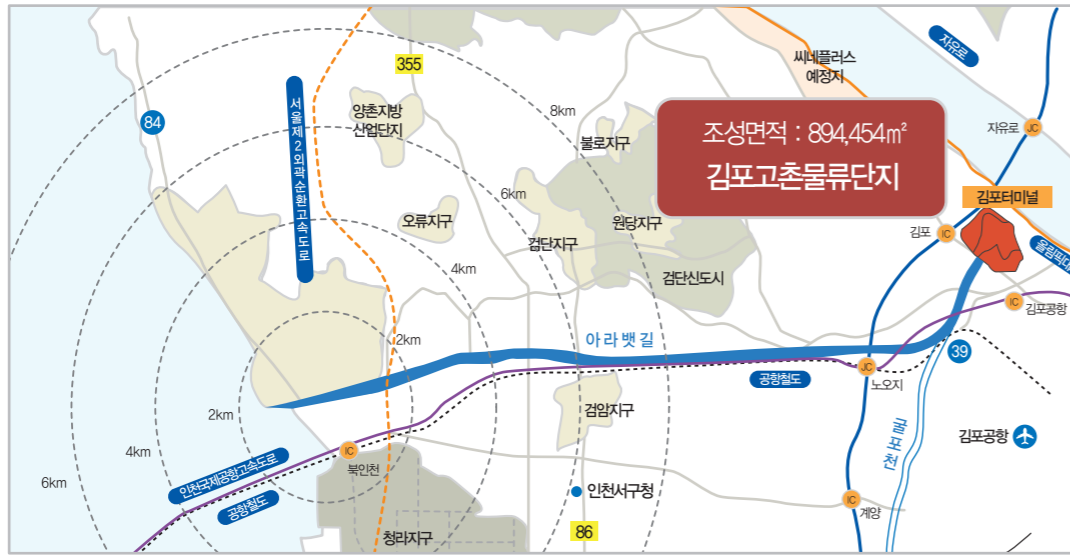 355
84
서울제2외곽순환고속도로
양촌지방
산업단지
8km
불로지구
씨네플러스
예정지
자유로
자유로
JC
조성면적 : 894,454㎡
김포고촌물류단지
김포터미널
김포
IC
올림픽대
6km
오류지구
검단지구
원당지구
검단신도시
4km
IC
김포공항
2km
아라뱃길
39
JC
노오지
공항철도
2km
검암지구
굴포천
김포공항
4km
IC
북인천
6km
인천국제공항고속도로
공항철도
인천서구청
IC
계양
86
청라지구